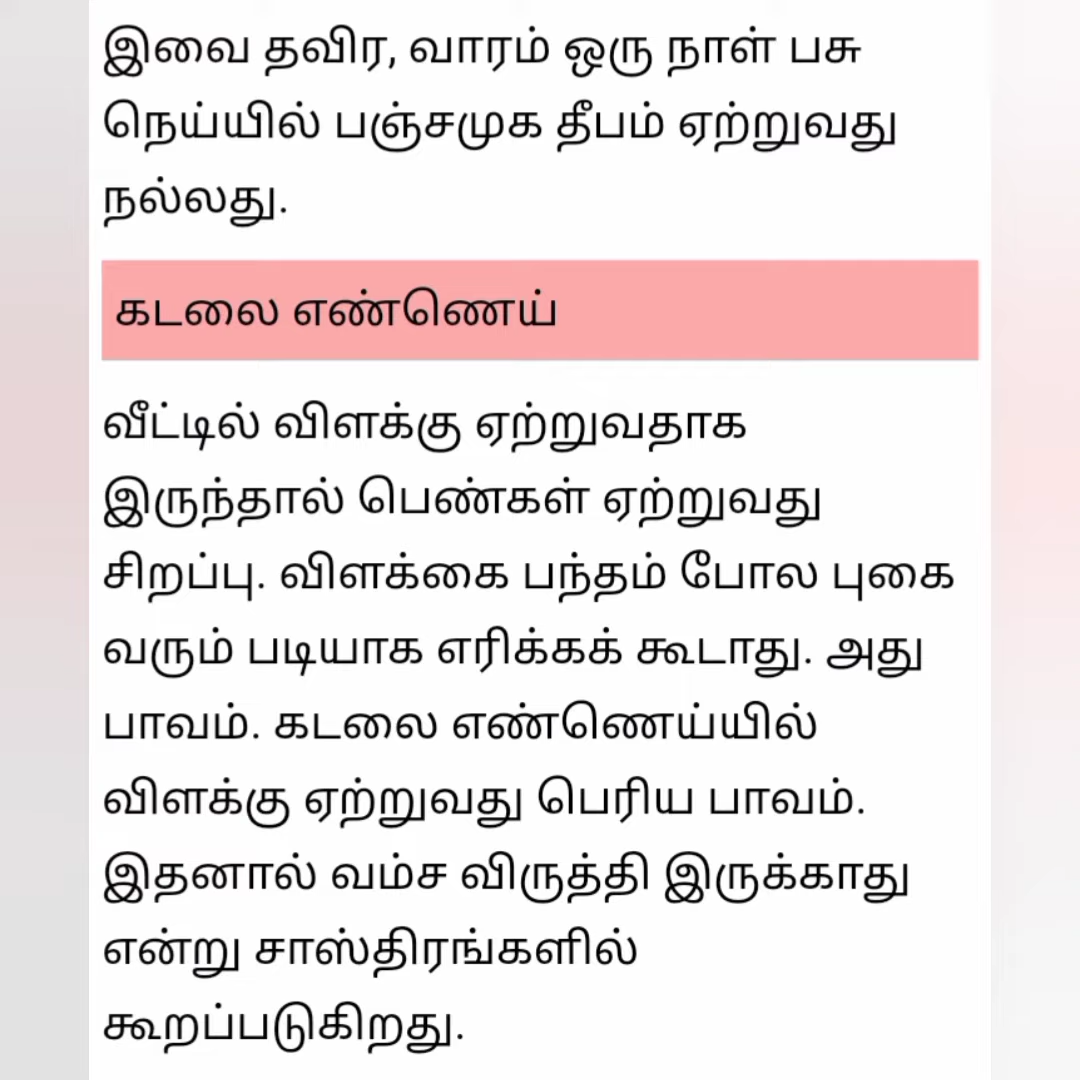 இவை தவிர, வாரம் ஒரு நாள் பசு
நெய்யில் பஞ்சமுக தீபம் ஏற்றுவது
நல்லது.
கடலை எண்ணெய்
வீட்டில் விளக்கு ஏற்றுவதாக
இருந்தால் பெண்கள் ஏற்றுவது
சிறப்பு. விளக்கை பந்தம் போல புகை
வரும் படியாக எரிக்கக் கூடாது. அது
பாவம். கடலை எண்ணெய்யில்
விளக்கு ஏற்றுவது பெரிய பாவம்.
இதனால் வம்ச விருத்தி இருக்காது
என்று சாஸ்திரங்களில்
கூறப்படுகிறது.